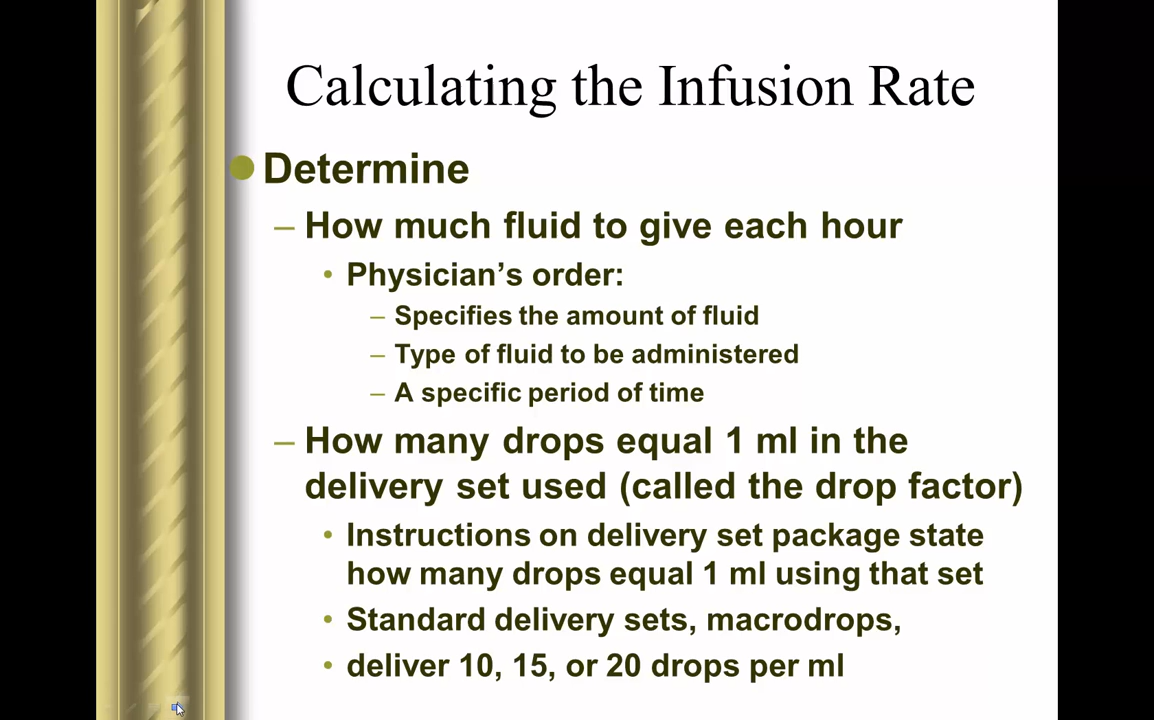 Calculating the Infusion Rate
Determine
– How much fluid to give each hour
• Physician’s order:
– Specifies the amount of fluid
– Type of fluid to be administered
– A specific period of time
– How many drops equal 1 ml in the
delivery set used (called the drop factor)
• Instructions on delivery set package state
how many drops equal 1 ml using that set
• Standard delivery sets, macrodrops,
• deliver 10, 15, or 20 drops per ml